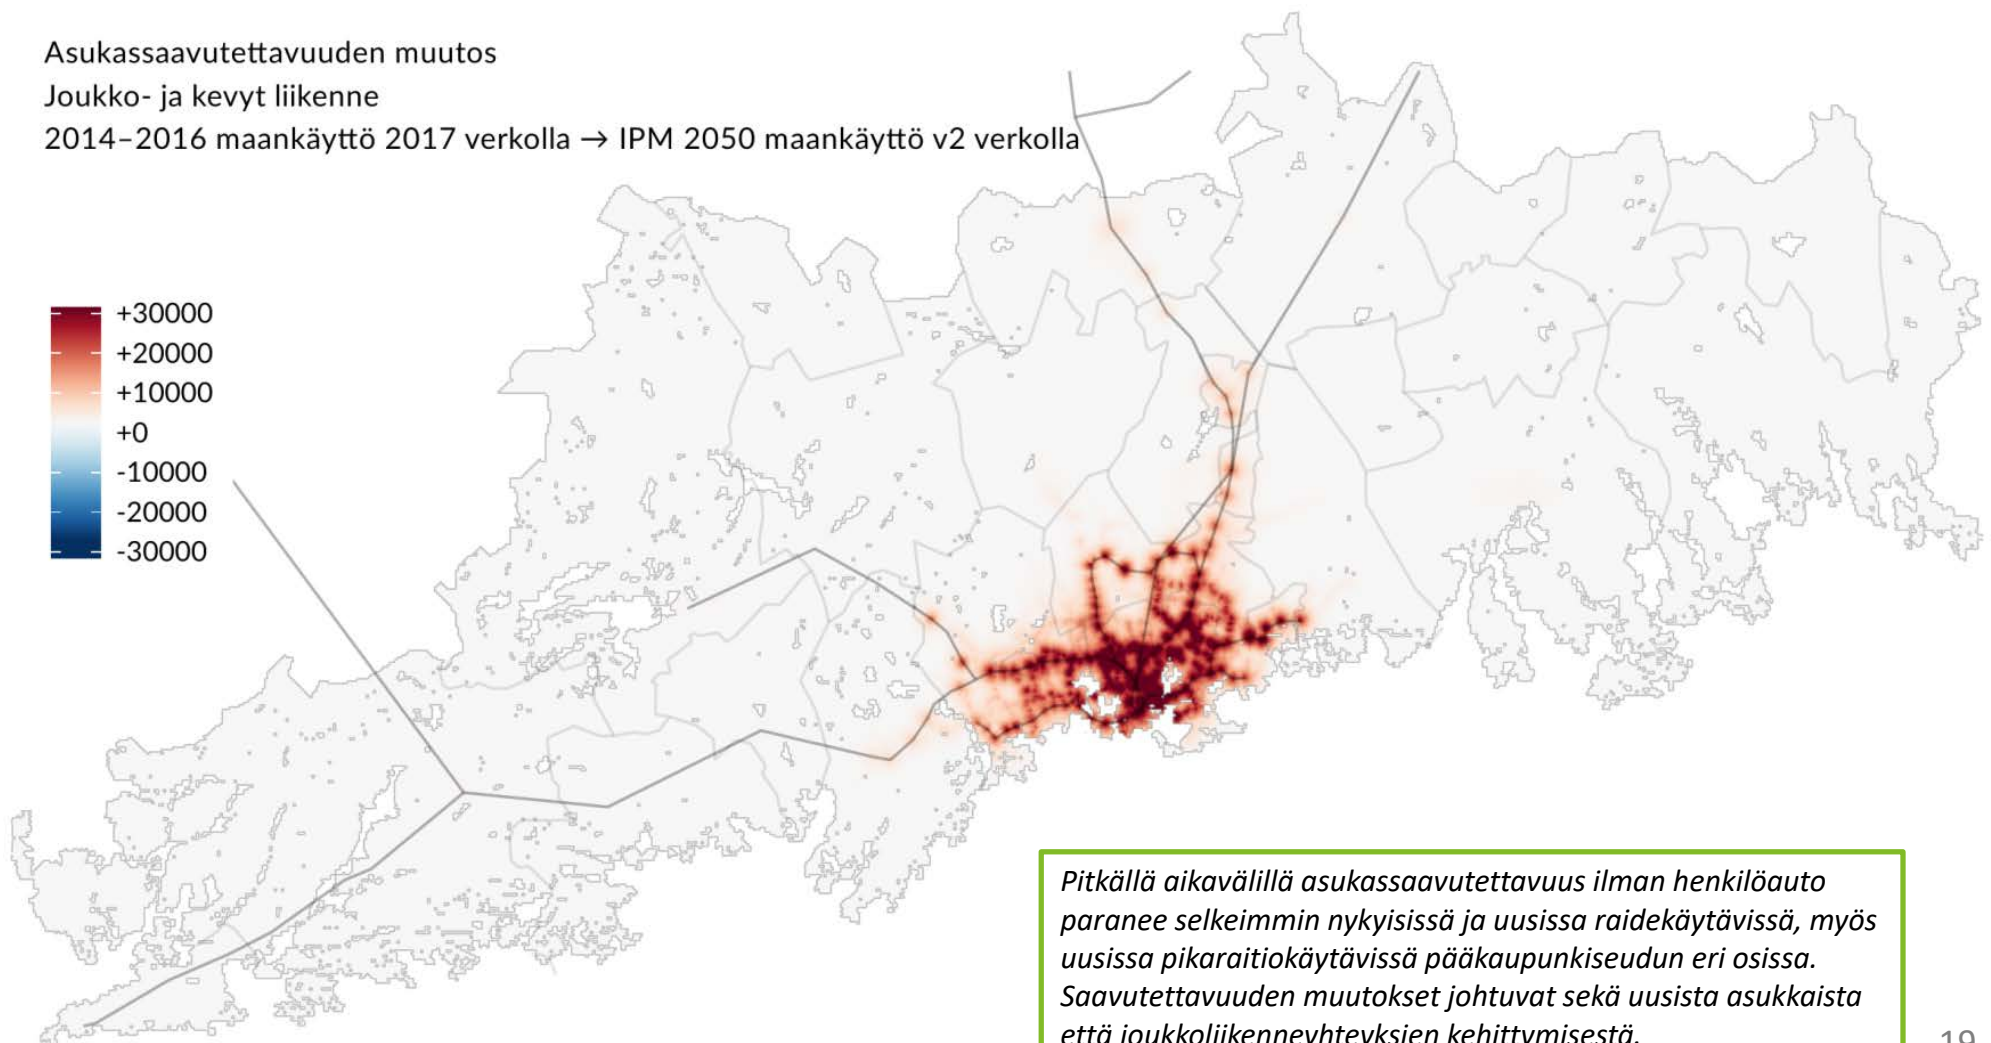 Asukassaavutettavuuden muutos
Joukko- ja kevyt liikenne
2014–2016 maankäyttö 2017 verkolla → IPM 2050 maankäyttö v2 verkolla
+30000
+20000
+10000
+0
-10000
-20000
-30000
Pitkällä aikavälillä asukassaavutettavuus ilman henkilöauto
paranee selkeimmin nykyisissä ja uusissa raidekäytävissä, myös
uusissa pikaraitiokäytävissä pääkaupunkiseudun eri osissa.
Saavutettavuuden muutokset johtuvat sekä uusista asukkaista
että joukkoliikenneyhteyksien kehittymisestä.
19